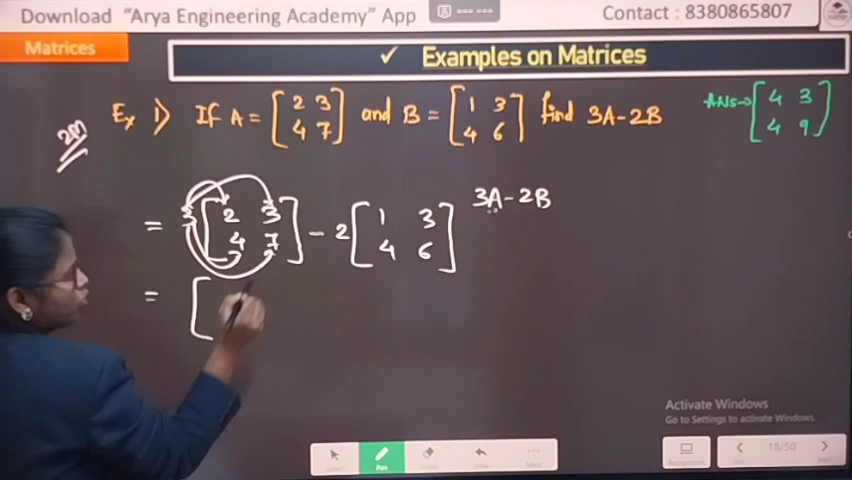 Download "Arya Engineering Academy" App
Contact : 8380865807
Matrices
✓ Examples on Matrices
Ex 1) If A = [2 3 4 7] and B = [1 3 4 6] find 3A-2B
ANS→ [4 3 4 9]
2M
3A-2B
= 3 [2 3 4 7] - 2 [1 3 4 6]
= [
Activate Windows
Go to Settings to activate Windows.
Pen
18/50